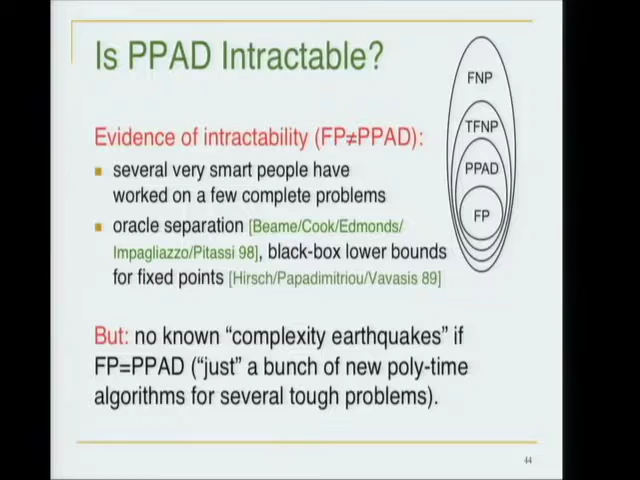 Is PPAD Intractable?
Evidence of intractability (FP≠PPAD):
several very smart people have
worked on a few complete problems
oracle separation [Beame/Cook/Edmonds/
Impagliazzo/Pitassi 98], black-box lower bounds
for fixed points [Hirsch/Papadimitriou/Vavasis 89]
But: no known “complexity earthquakes” if
FP=PPAD (“just” a bunch of new poly-time
algorithms for several tough problems).
FNP
TFNP
PPAD
FP
44